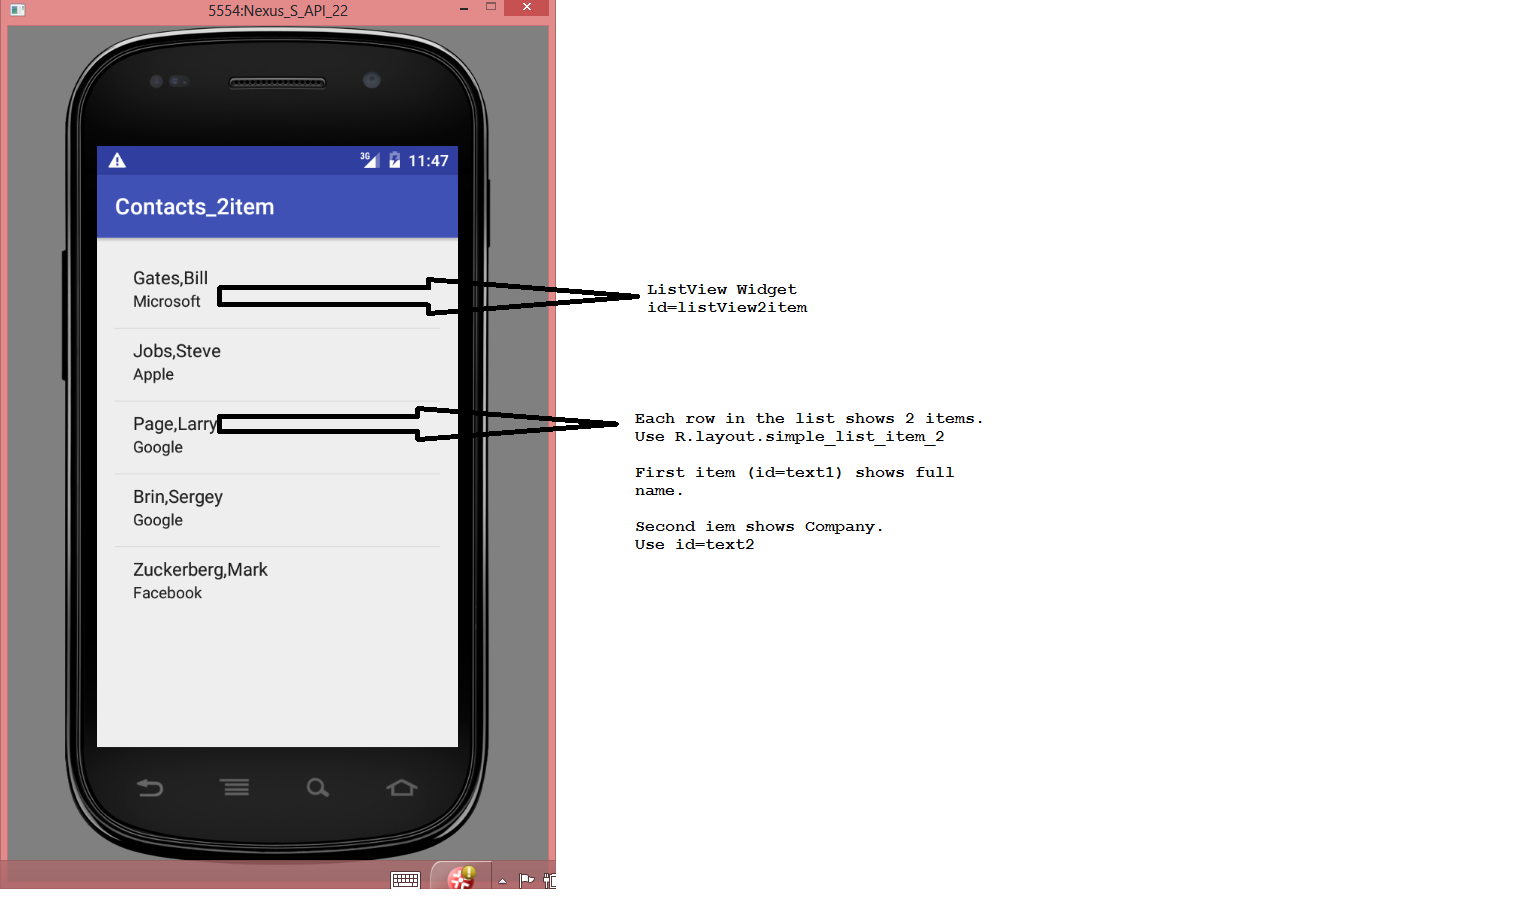 5554:Nexus_S_API_22
3G 11:47
Contacts_2item
Gates,Bill
Microsoft
Jobs,Steve
Apple
Page,Larry
Google
Brin,Sergey
Google
Zuckerberg,Mark
Facebook
ListView Widget
id=listView2item
Each row in the list shows 2 items.
Use R.layout.simple_list_item_2
First item (id=text1) shows full
name.
Second iem shows Company.
Use id=text2